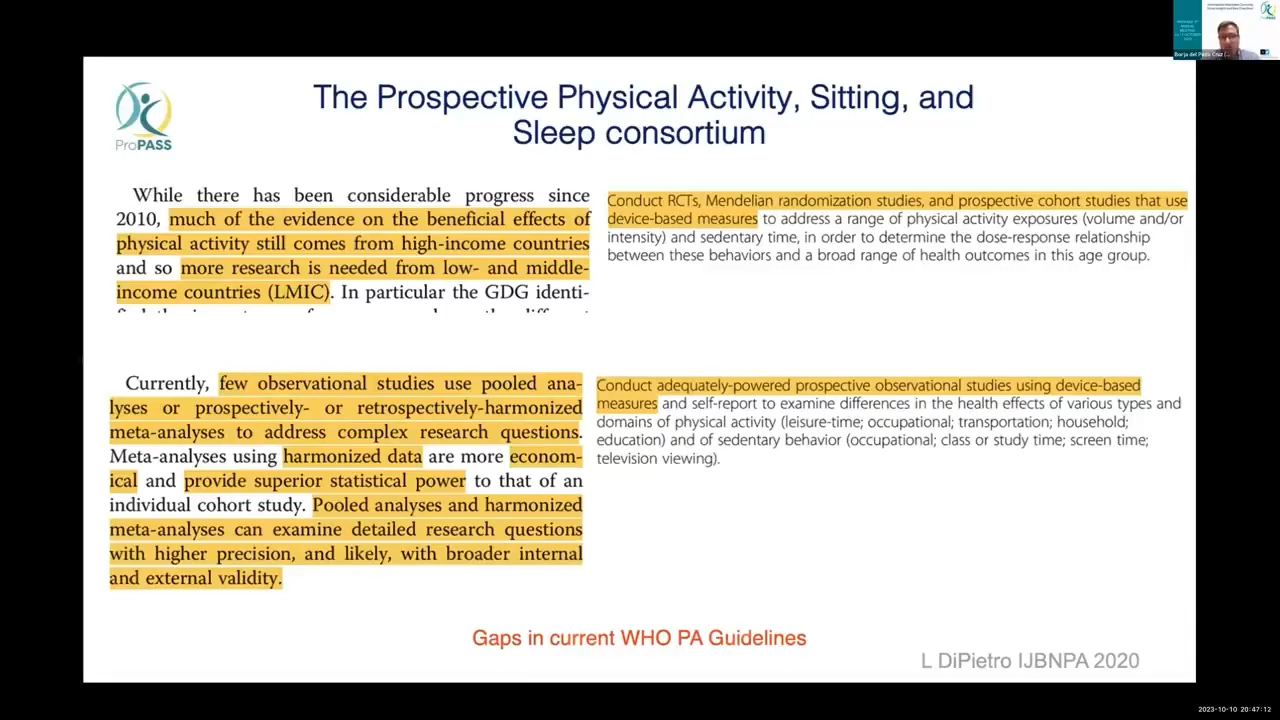 The Prospective Physical Activity, Sitting, and
Sleep consortium
ProPASS
While there has been considerable progress since
2010, much of the evidence on the beneficial effects of
physical activity still comes from high-income countries
and so more research is needed from low- and middle-
income countries (LMIC). In particular the GDG identi-
Conduct RCTs, Mendelian randomization studies, and prospective cohort studies that use
device-based measures to address a range of physical activity exposures (volume and/or
intensity) and sedentary time, in order to determine the dose-response relationship
between these behaviors and a broad range of health outcomes in this age group.
Currently, few observational studies use pooled ana-
lyses or prospectively- or retrospectively-harmonized
meta-analyses to address complex research questions.
Meta-analyses using harmonized data are more econom-
ical and provide superior statistical power to that of an
individual cohort study. Pooled analyses and harmonized
meta-analyses can examine detailed research questions
with higher precision, and likely, with broader internal
and external validity.
Conduct adequately-powered prospective observational studies using device-based
measures and self-report to examine differences in the health effects of various types and
domains of physical activity (leisure-time; occupational; transportation; household;
education) and of sedentary behavior (occupational; class or study time; screen time;
television viewing).
Gaps in current WHO PA Guidelines
L DiPietro IJBNPA 2020
Borja del Pozo Cruz
ProPASS
2023-10-10 20:47:12